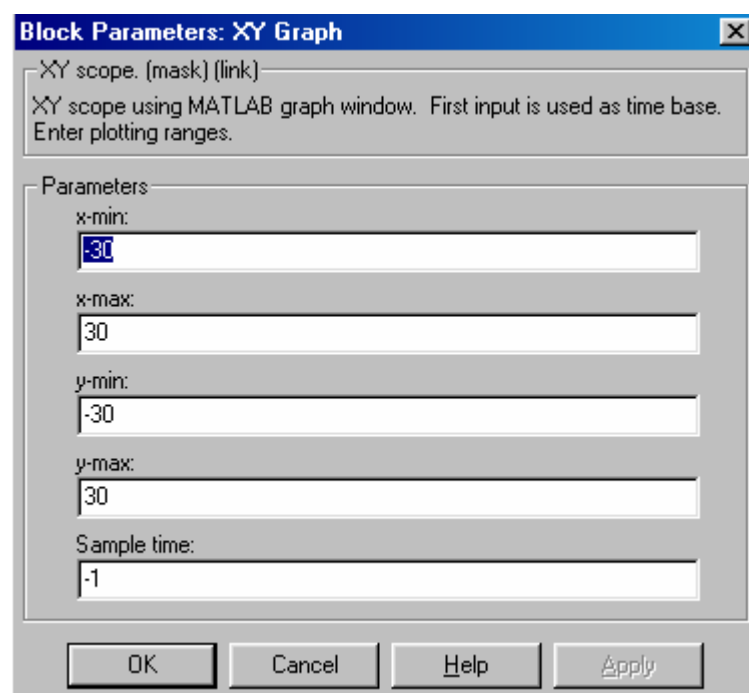 Block Parameters: XY Graph
XY scope. (mask) (link)
XY scope using MATLAB graph window.  First input is used as time base.
Enter plotting ranges.
Parameters
x-min:
-30
x-max:
30
y-min:
-30
y-max:
30
Sample time:
-1
OK Cancel Help Apply